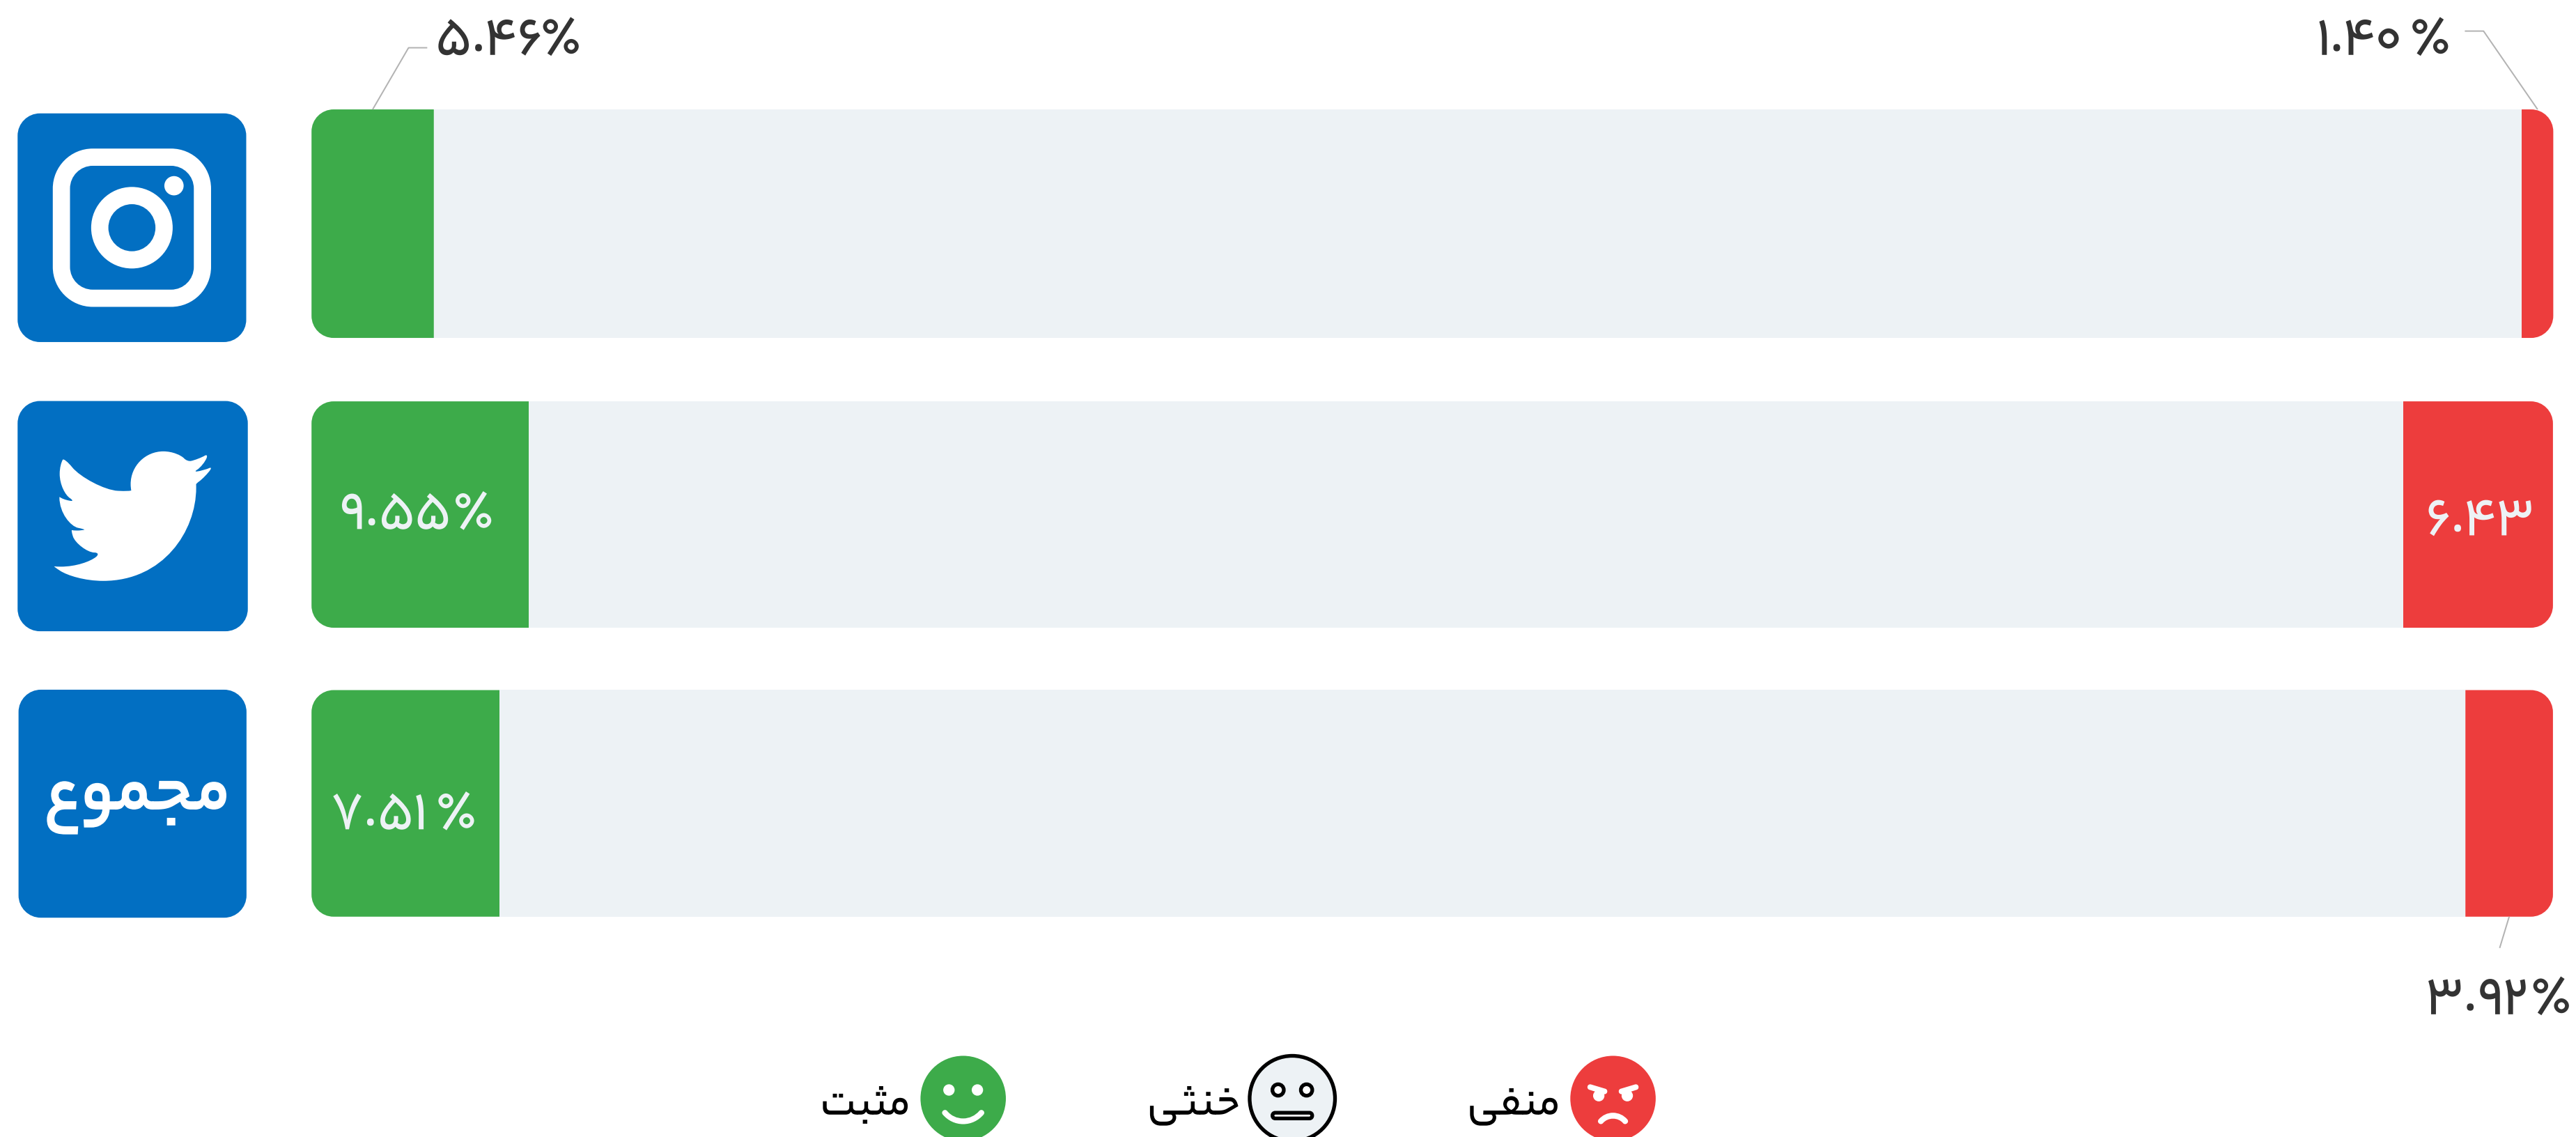 ۵.۴۶%
۱.۴۰ %
۹.۵۵%
۶.۴۳
مجموع
۷.۵۱ %
۳.۹۲%
مثبت
خنثی
منفی